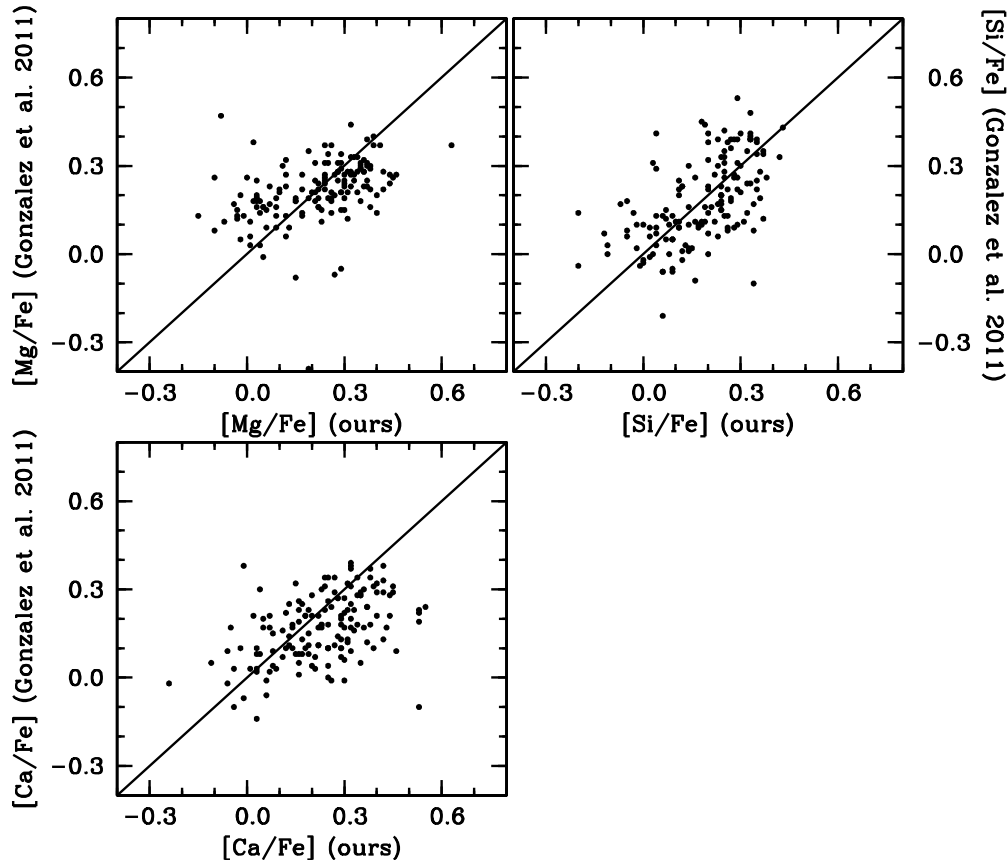 [Mg/Fe] (Gonzalez et al. 2011)
0.6
0.3
0.0
−0.3
−0.3 0.0 0.3 0.6
[Mg/Fe] (ours)
[Si/Fe] (Gonzalez et al. 2011)
0.6
0.3
0.0
−0.3
−0.3 0.0 0.3 0.6
[Si/Fe] (ours)
[Ca/Fe] (Gonzalez et al. 2011)
0.6
0.3
0.0
−0.3
−0.3 0.0 0.3 0.6
[Ca/Fe] (ours)